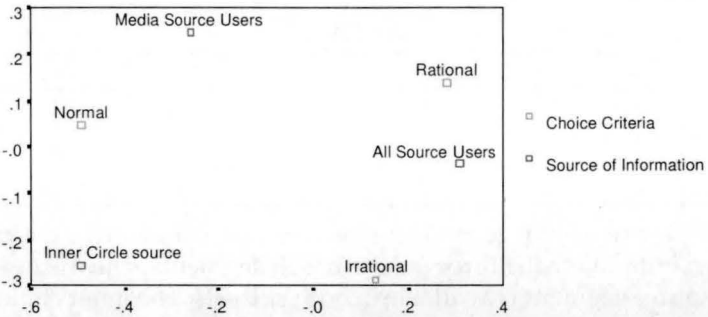 .3
Media Source Users
.2
Rational
.1
Normal
Choice Criteria
-.0
All Source Users
Source of Information
-.1
-.2
Inner Circle source
Irrational
-.3
-.6 -.4 -.2 -.0 .2 .4